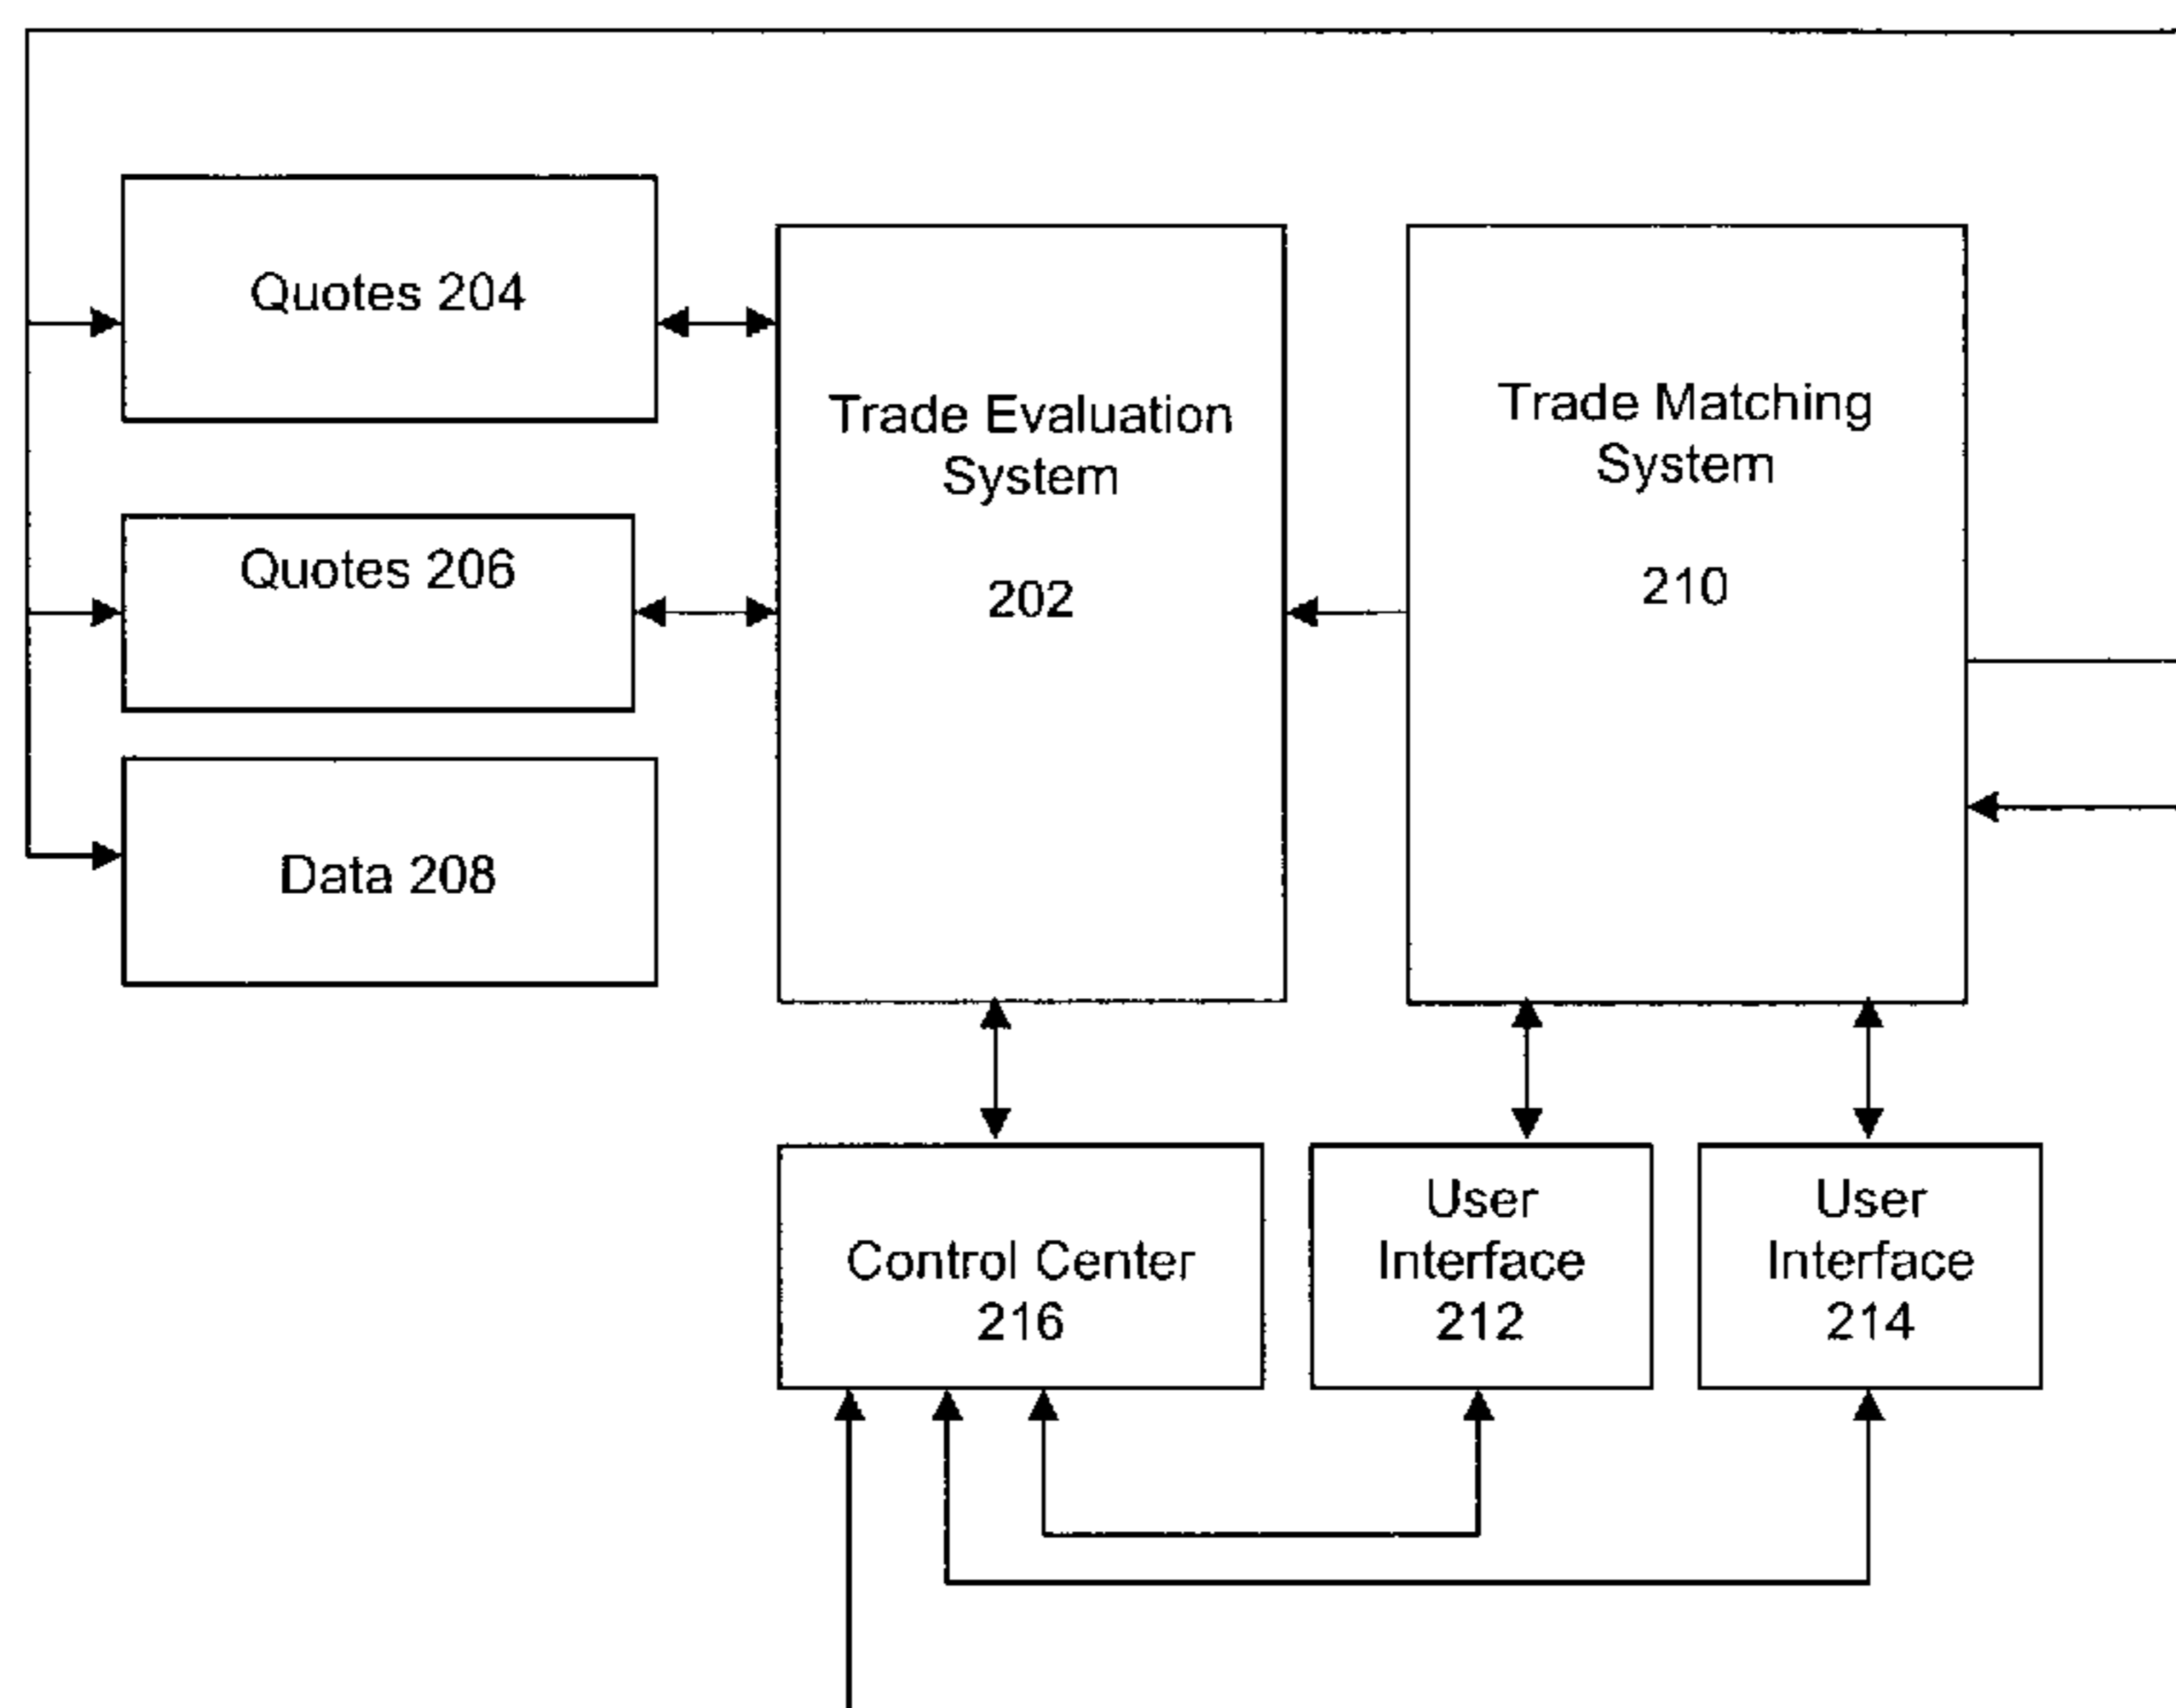 Quotes 204
Trade Evaluation
System
202
Trade Matching
System
210
Quotes 206
Data 208
Control Center
216
User
Interface
212
User
Interface
214